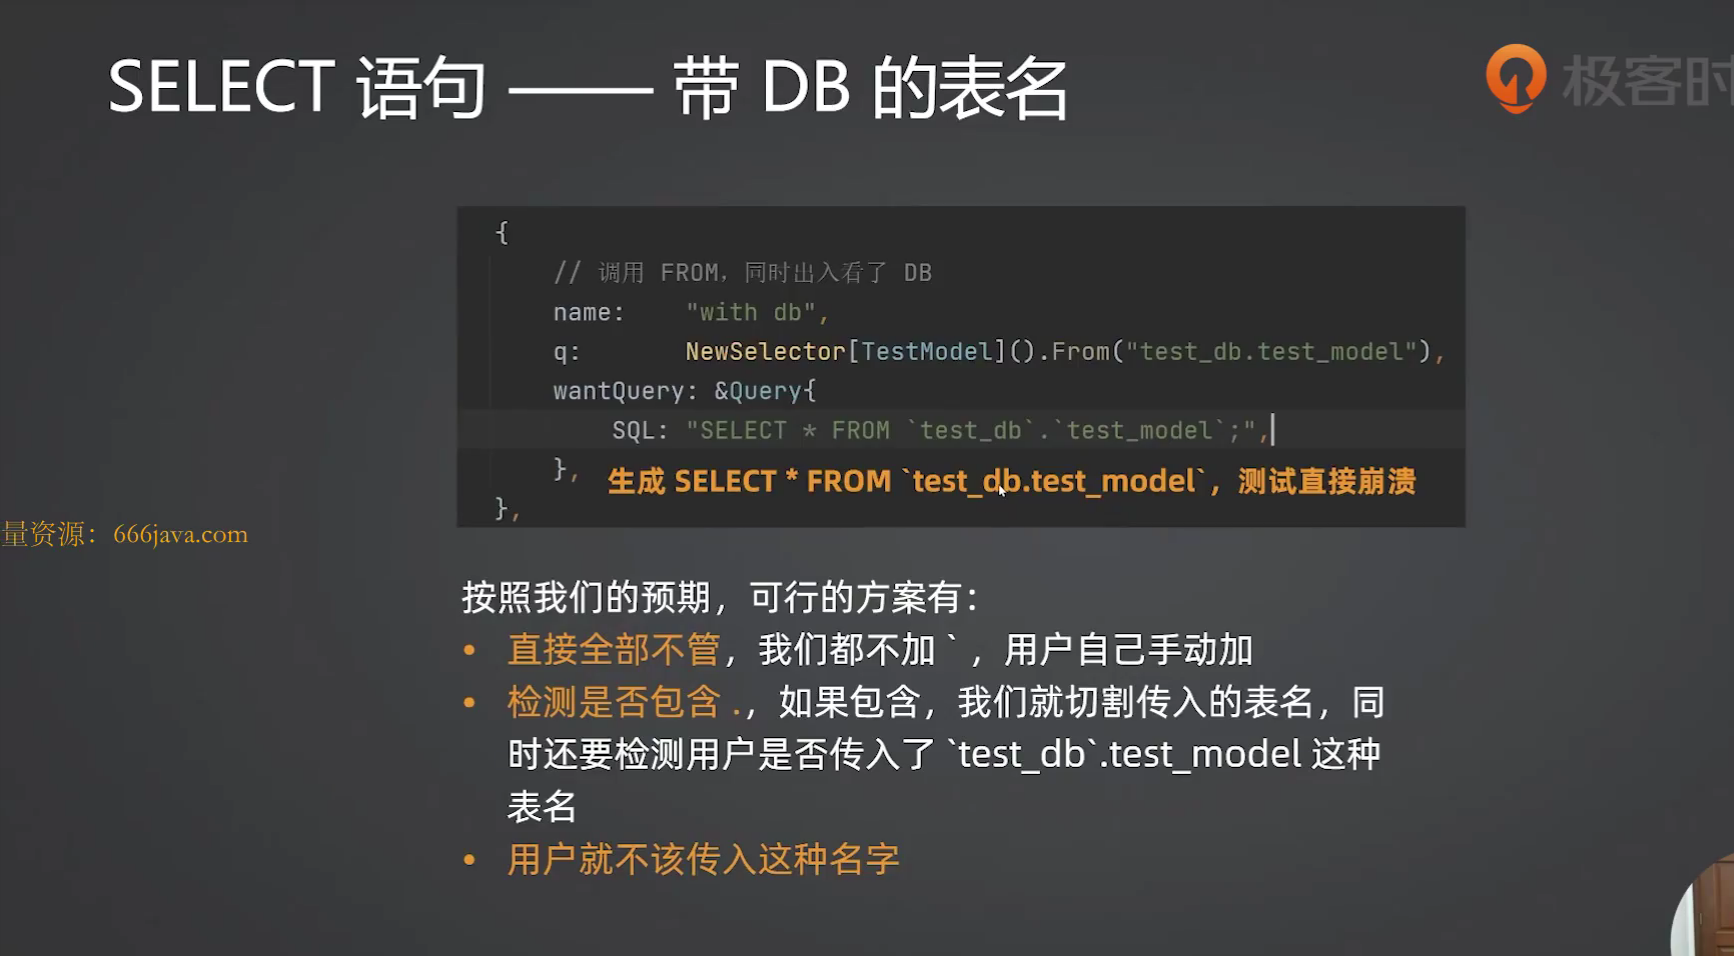 SELECT 语句 —— 带 DB 的表名
极客时
{
// 调用 FROM，同时出入看了 DB
name: "with db",
q: NewSelector[TestModel]().From("test_db.test_model"),
wantQuery: &Query{
SQL: "SELECT * FROM `test_db`.`test_model`;",
},
生成 SELECT * FROM `test_db.test_model`，测试直接崩溃
},
量资源：666java.com
按照我们的预期，可行的方案有：
• 直接全部不管，我们都不加 ` ，用户自己手动加
• 检测是否包含 .，如果包含，我们就切割传入的表名，同
时还要检测用户是否传入了 `test_db`.test_model 这种
表名
• 用户就不该传入这种名字